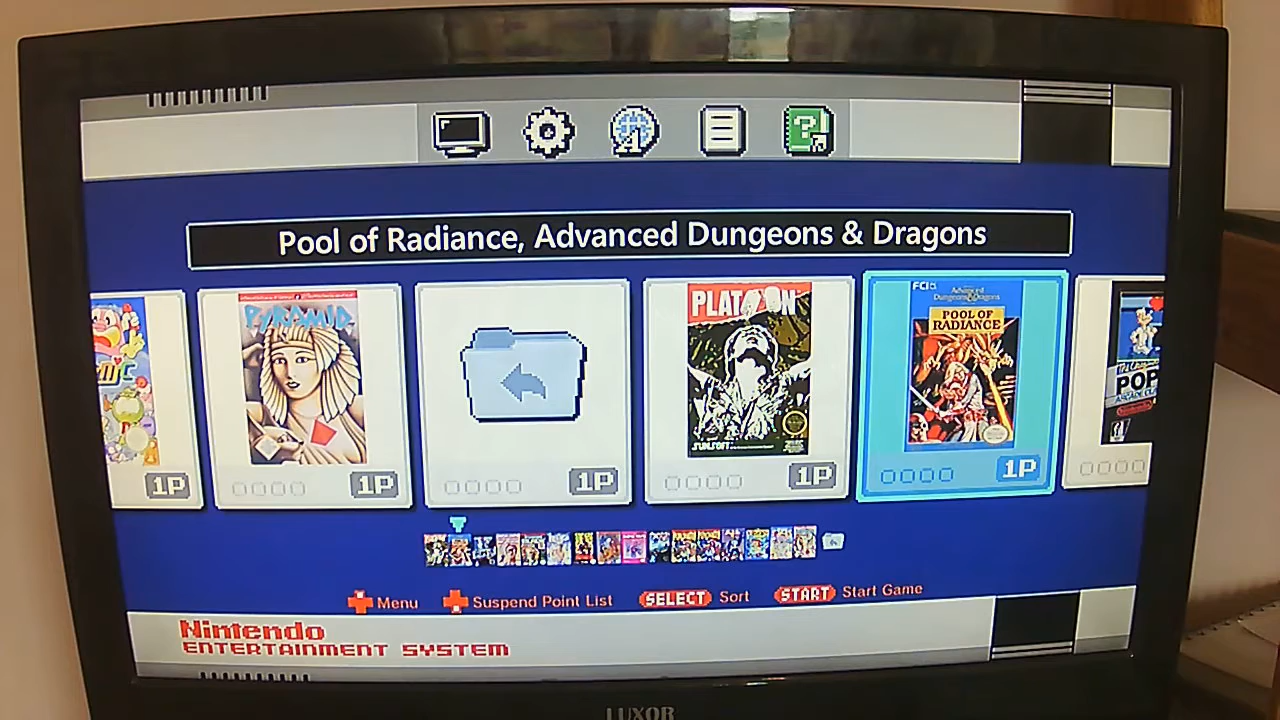 Pool of Radiance, Advanced Dungeons & Dragons
PYRAMID
1P
1P
1P
PLATOON
SUNSOFT
1P
FCI
Advanced
Dungeons & Dragons
POOL OF
RADIANCE
1P
POP
Menu
Suspend Point List
SELECT Sort
START Start Game
Nintendo
ENTERTAINMENT SYSTEM
LUXOR